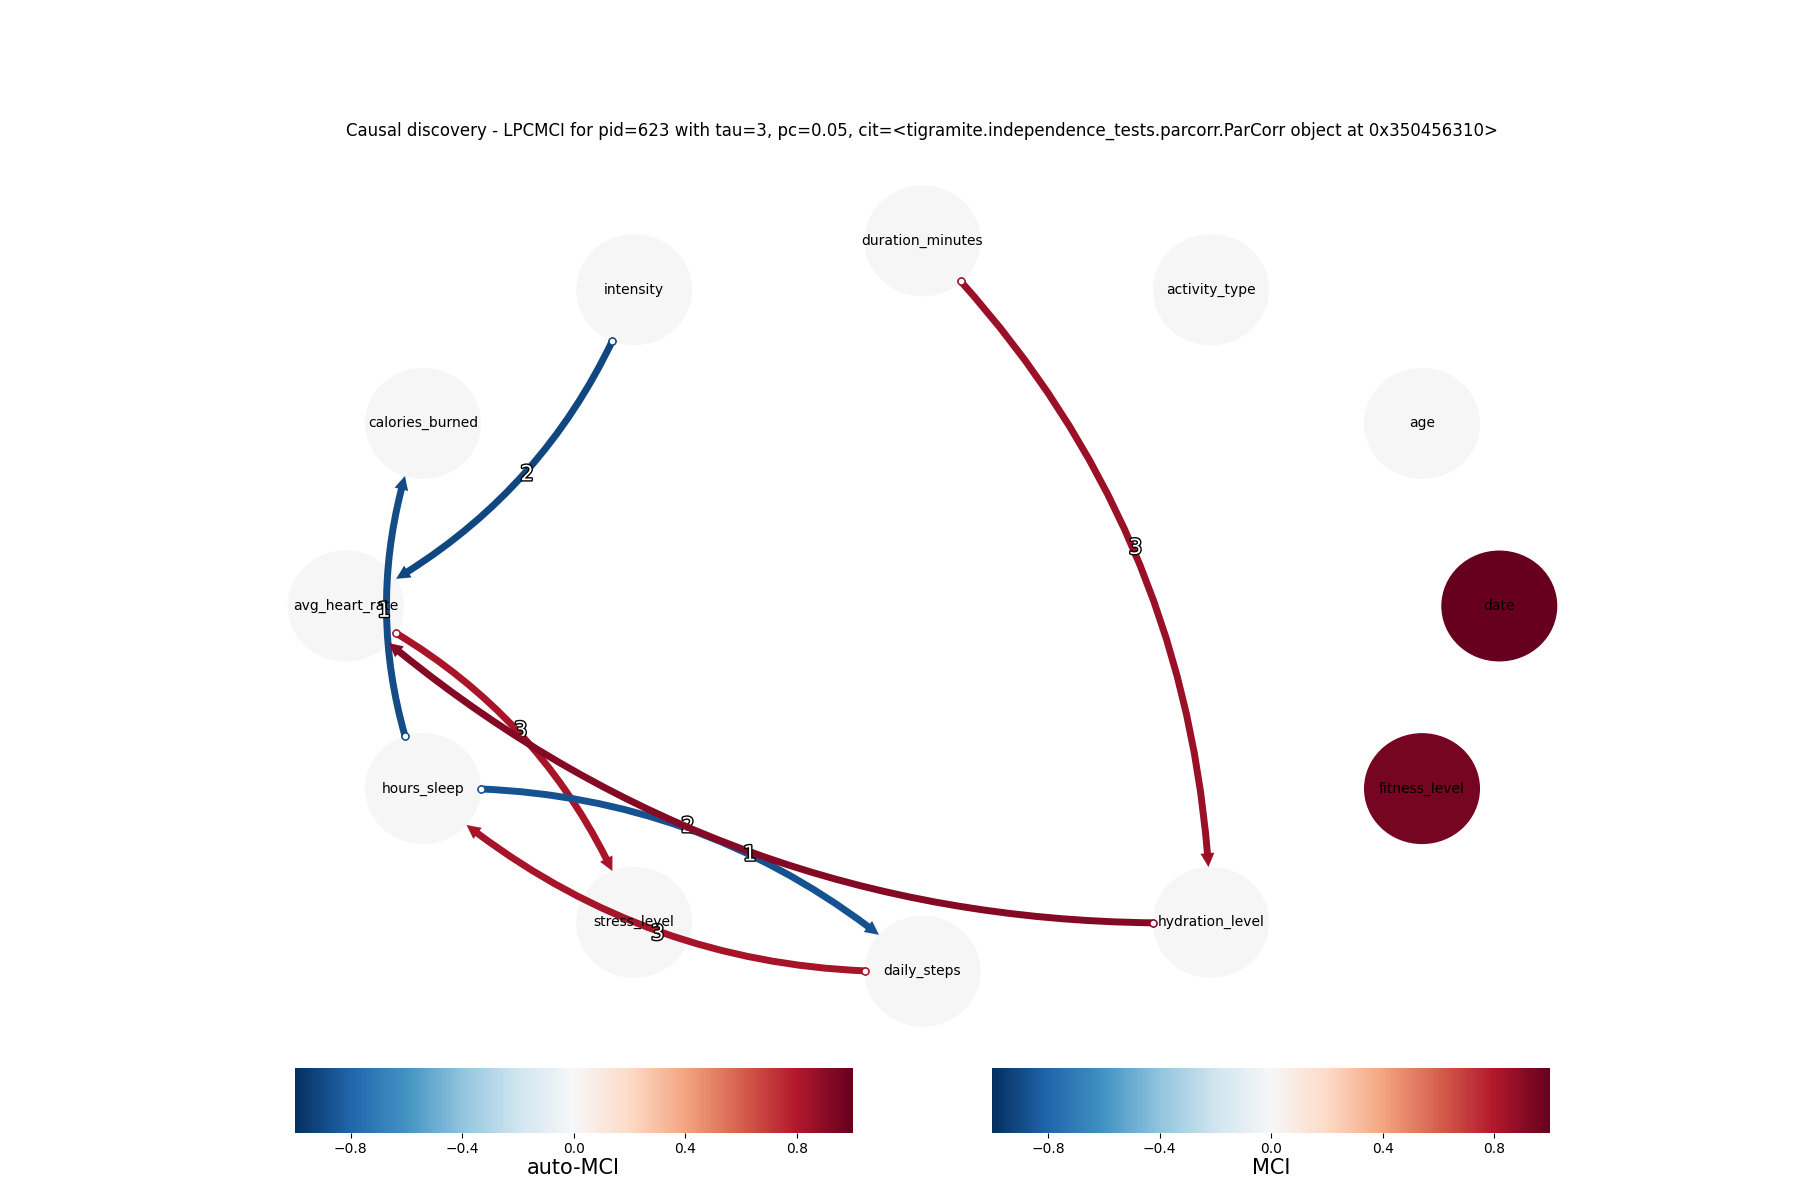 Causal discovery - LPCMCI for pid=623 with tau=3, pc=0.05, cit=<tigramite.independence_tests.parcorr.ParCorr object at 0x350456310>
duration_minutes
intensity
activity_type
calories_burned
age
2
3
avg_heart_rate
1
date
3
hours_sleep
fitness_level
2
1
stress_level
3
hydration_level
daily_steps
−0.8 −0.4 0.0 0.4 0.8
auto-MCI
−0.8 −0.4 0.0 0.4 0.8
MCI